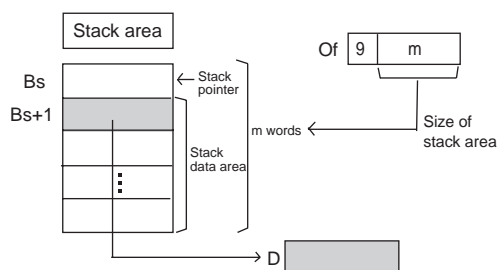 Stack area
Of 9 m
Bs
Stack
pointer
Bs+1
m words
Size of
stack area
Stack
data area
D